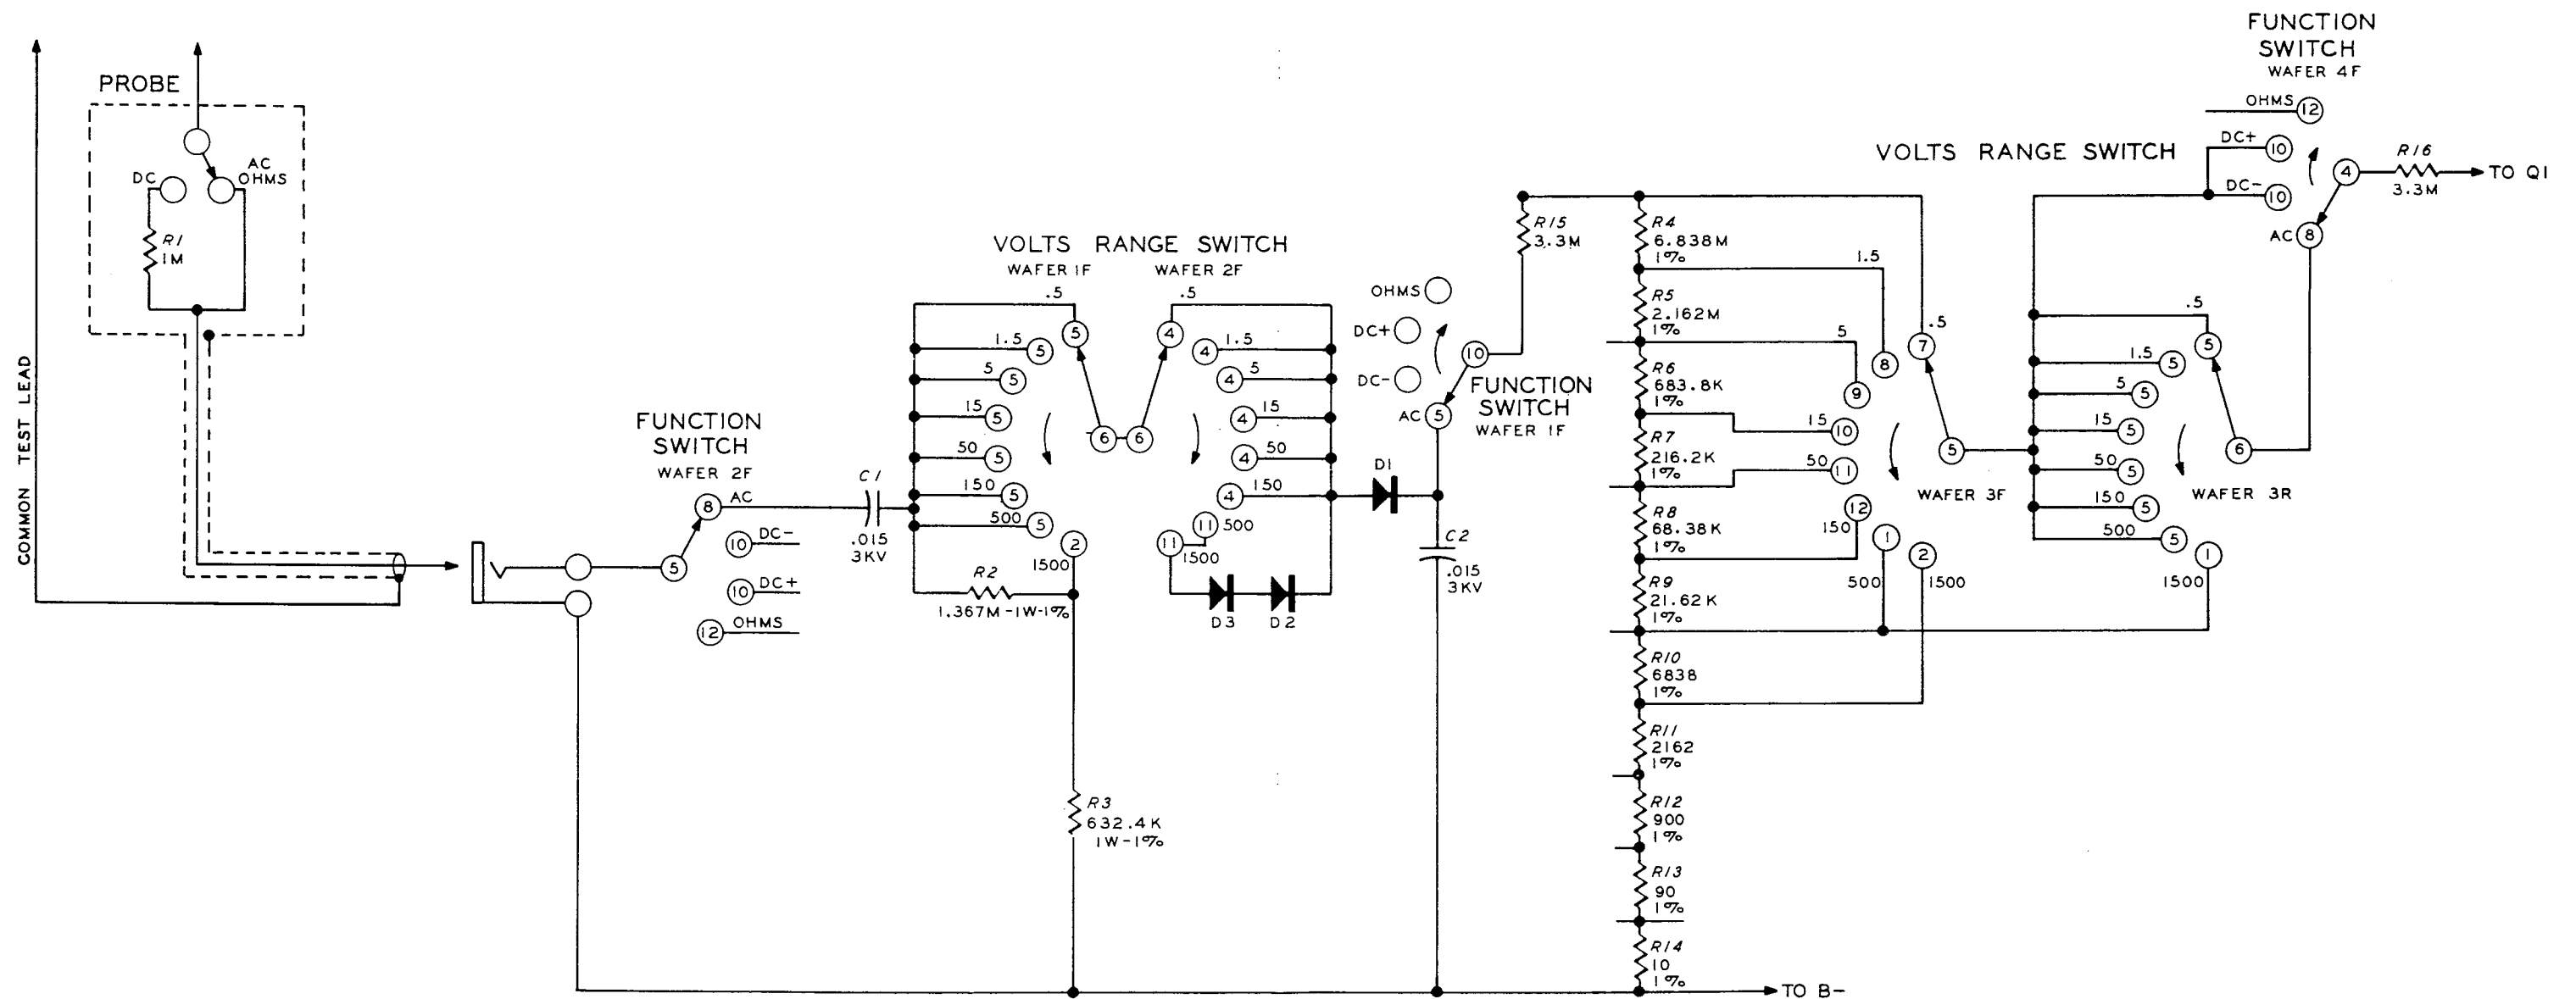 FUNCTION
SWITCH
WAFER 4F
OHMS 12
DC+ 10
DC- 10
AC 8
4
R16
3.3M
TO Q1
VOLTS RANGE SWITCH
PROBE
DC
AC
OHMS
R1
1M
COMMON TEST LEAD
FUNCTION
SWITCH
WAFER 2F
8 AC
5
10 DC-
10 DC+
12 OHMS
C1
.015
3KV
VOLTS RANGE SWITCH
WAFER 1F
WAFER 2F
.5
5
1.5 5
5 5
15 5
50 5
150 5
500 5
2
1500
6
6
.5
4
4 1.5
4 5
4 15
4 50
4 150
11 500
11
1500
R2
1.367M-1W-1%
D3
D2
R3
632.4K
1W-1%
D1
C2
.015
3KV
OHMS
DC+
DC-
AC 5
10
FUNCTION
SWITCH
WAFER 1F
R15
3.3M
R4
6.838M
1%
R5
2.162M
1%
R6
683.8K
1%
R7
216.2K
1%
R8
68.38K
1%
R9
21.62K
1%
R10
6838
1%
R11
2162
1%
R12
900
1%
R13
90
1%
R14
10
1%
TO B-
1.5
8
5
9
15 10
50 11
12
150
1
500
2
1500
.5
7
5
WAFER 3F
.5
5
1.5 5
5 5
15 5
50 5
150 5
500 5
1
1500
6
WAFER 3R